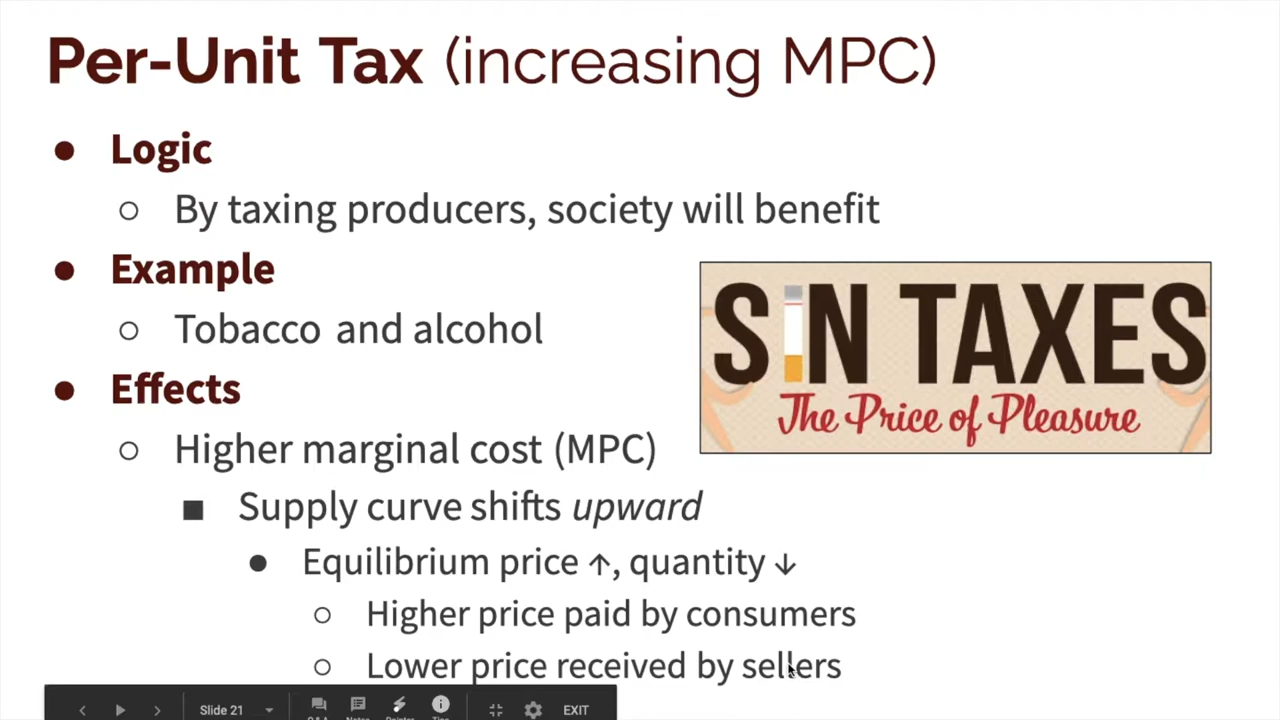 Per-Unit Tax (increasing MPC)
● Logic
○ By taxing producers, society will benefit
● Example
○ Tobacco and alcohol
SIN TAXES
The Price of Pleasure
● Effects
○ Higher marginal cost (MPC)
■ Supply curve shifts upward
● Equilibrium price ↑, quantity ↓
○ Higher price paid by consumers
○ Lower price received by sellers
Slide 21
EXIT